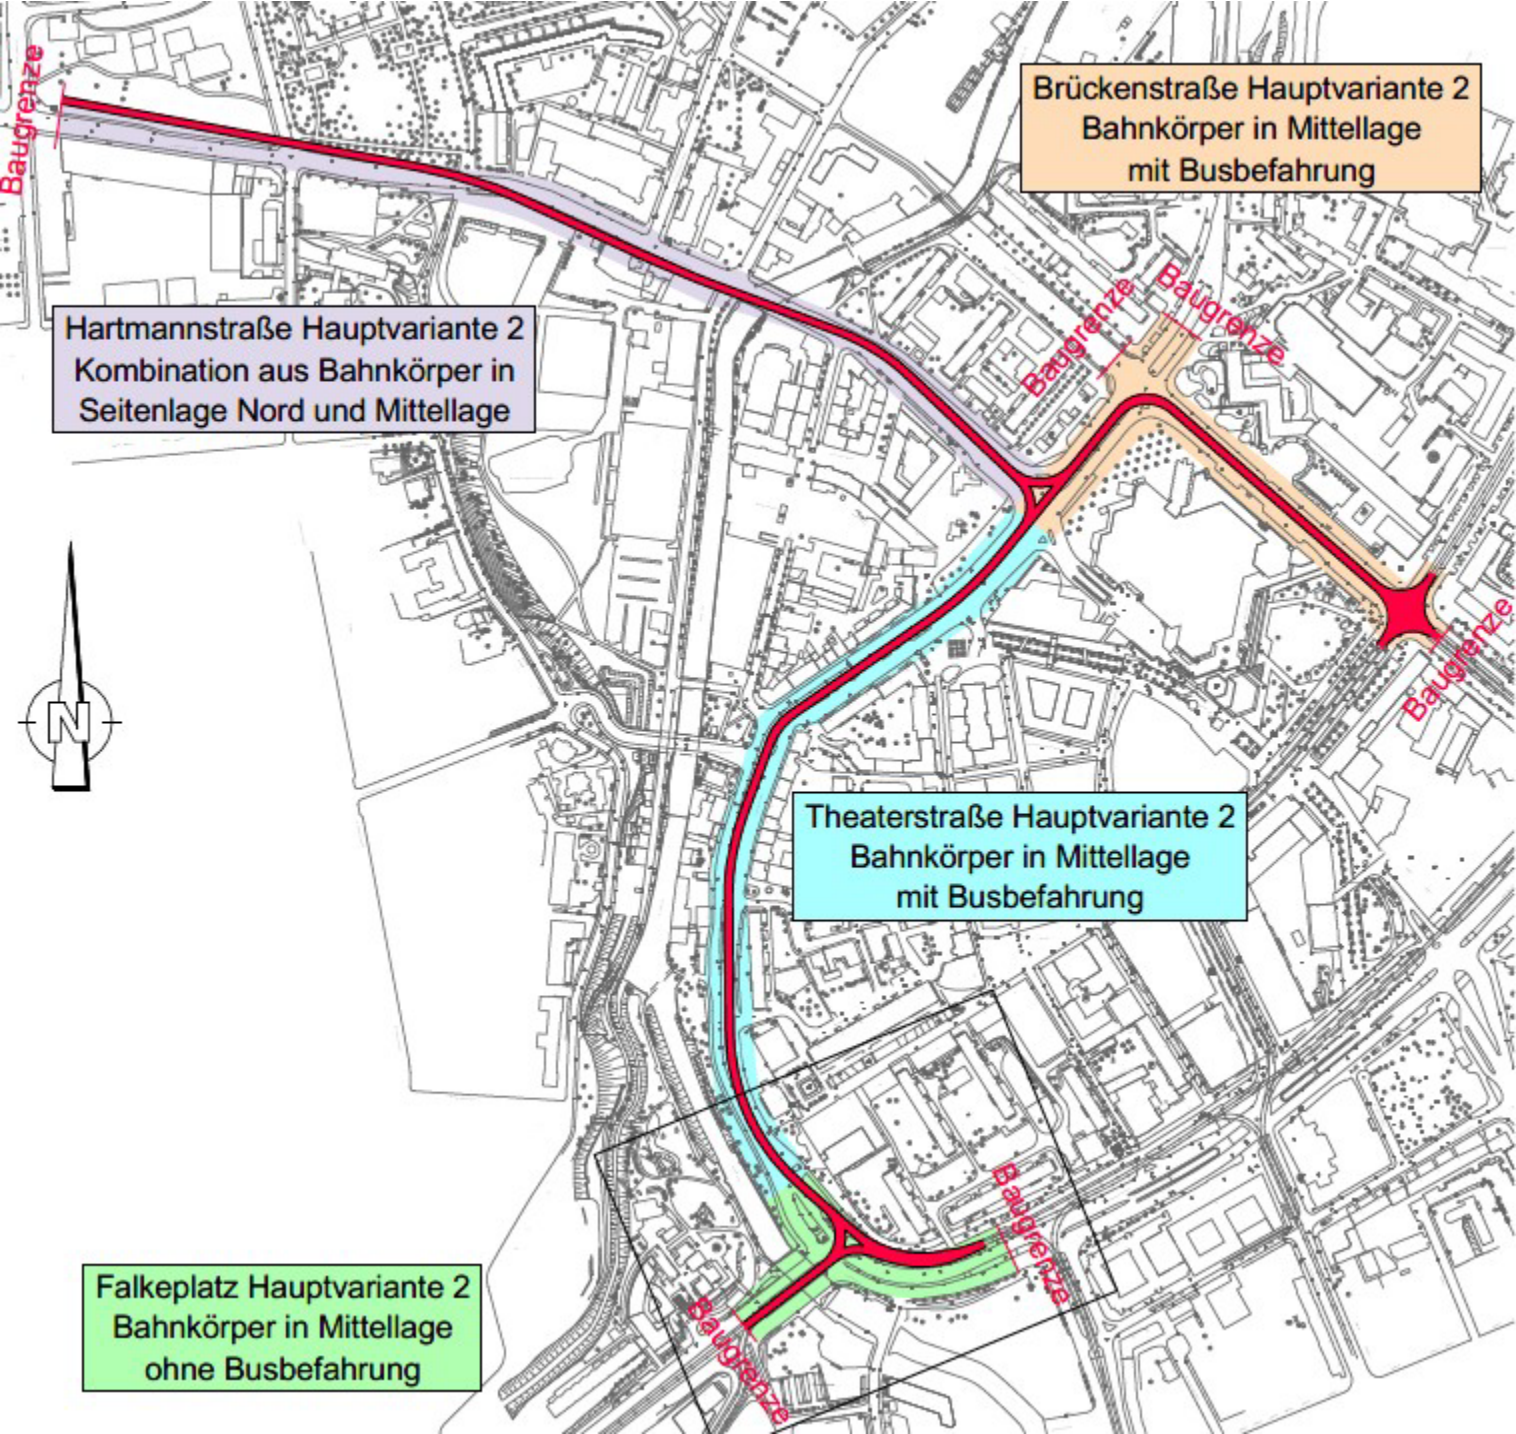 Baugrenze
Brückenstraße Hauptvariante 2
Bahnkörper in Mittellage
mit Busbefahrung
Baugrenze
Baugrenze
Hartmannstraße Hauptvariante 2
Kombination aus Bahnkörper in
Seitenlage Nord und Mittellage
Baugrenze
N
Theaterstraße Hauptvariante 2
Bahnkörper in Mittellage
mit Busbefahrung
Baugrenze
Falkeplatz Hauptvariante 2
Bahnkörper in Mittellage
ohne Busbefahrung
Baugrenze